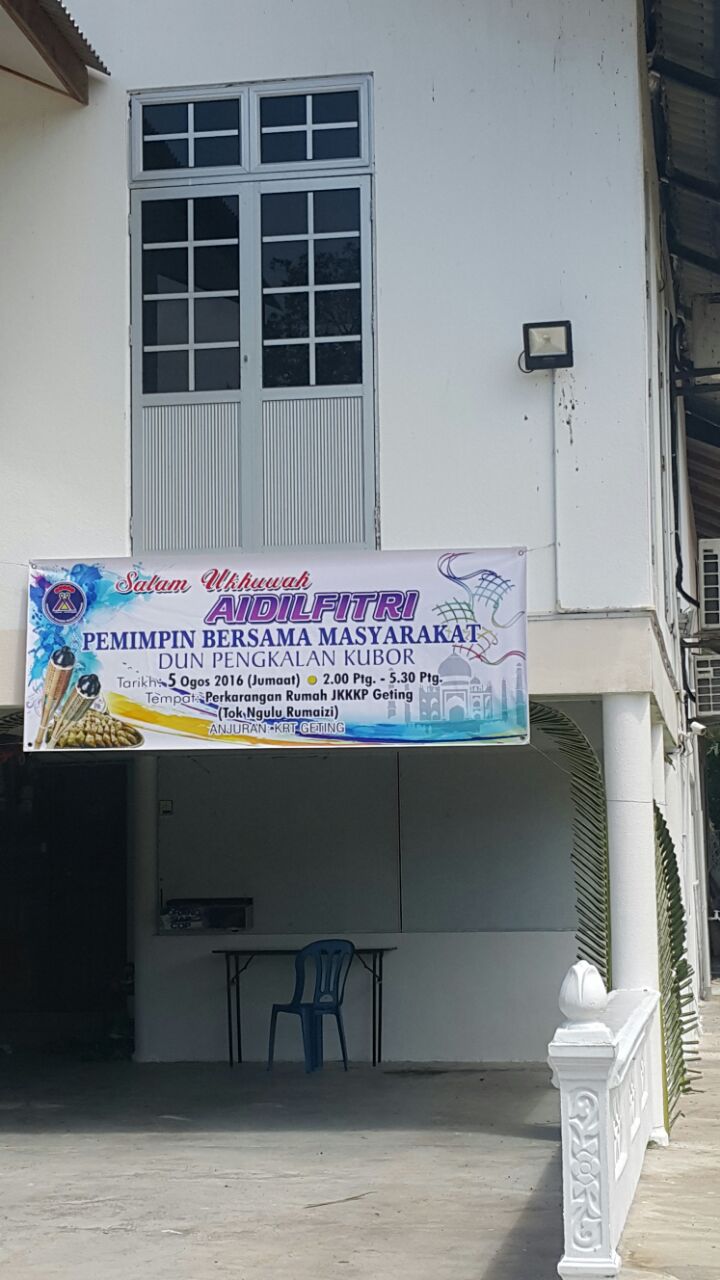 Salam Ukhuwah
AIDILFITRI
PEMIMPIN BERSAMA MASYARAKAT
DUN PENGKALAN KUBOR
Tarikh: 5 Ogos 2016 (Jumaat) 2.00 Ptg. - 5.30 Ptg.
Tempat: Perkarangan Rumah JKKKP Geting
(Tok Ngulu Rumaizi)
ANJURAN: KRT GETING